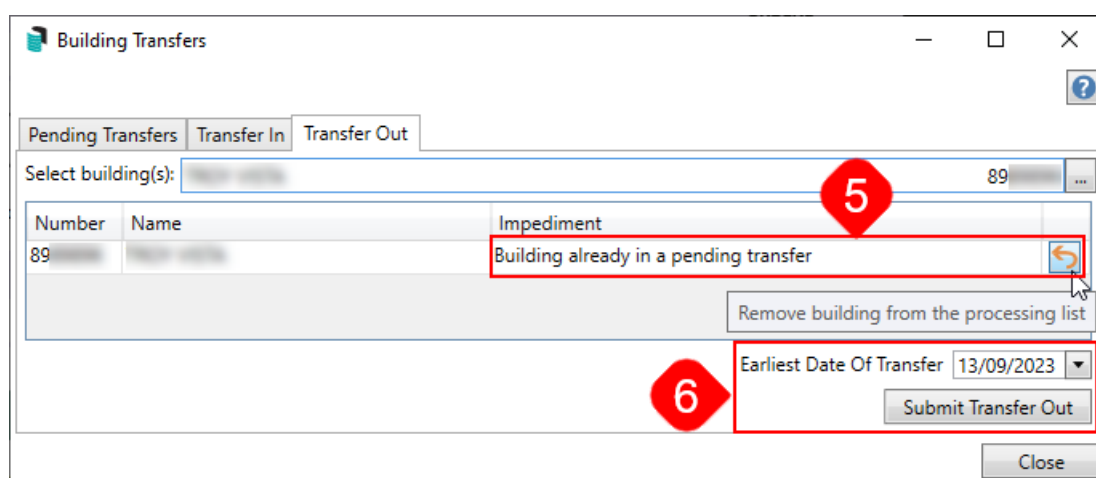 Building Transfers
Pending Transfers Transfer In Transfer Out
Select building(s): 89 ...
5
Number Name Impediment
89 Building already in a pending transfer
Remove building from the processing list
Earliest Date Of Transfer 13/09/2023
6
Submit Transfer Out
Close